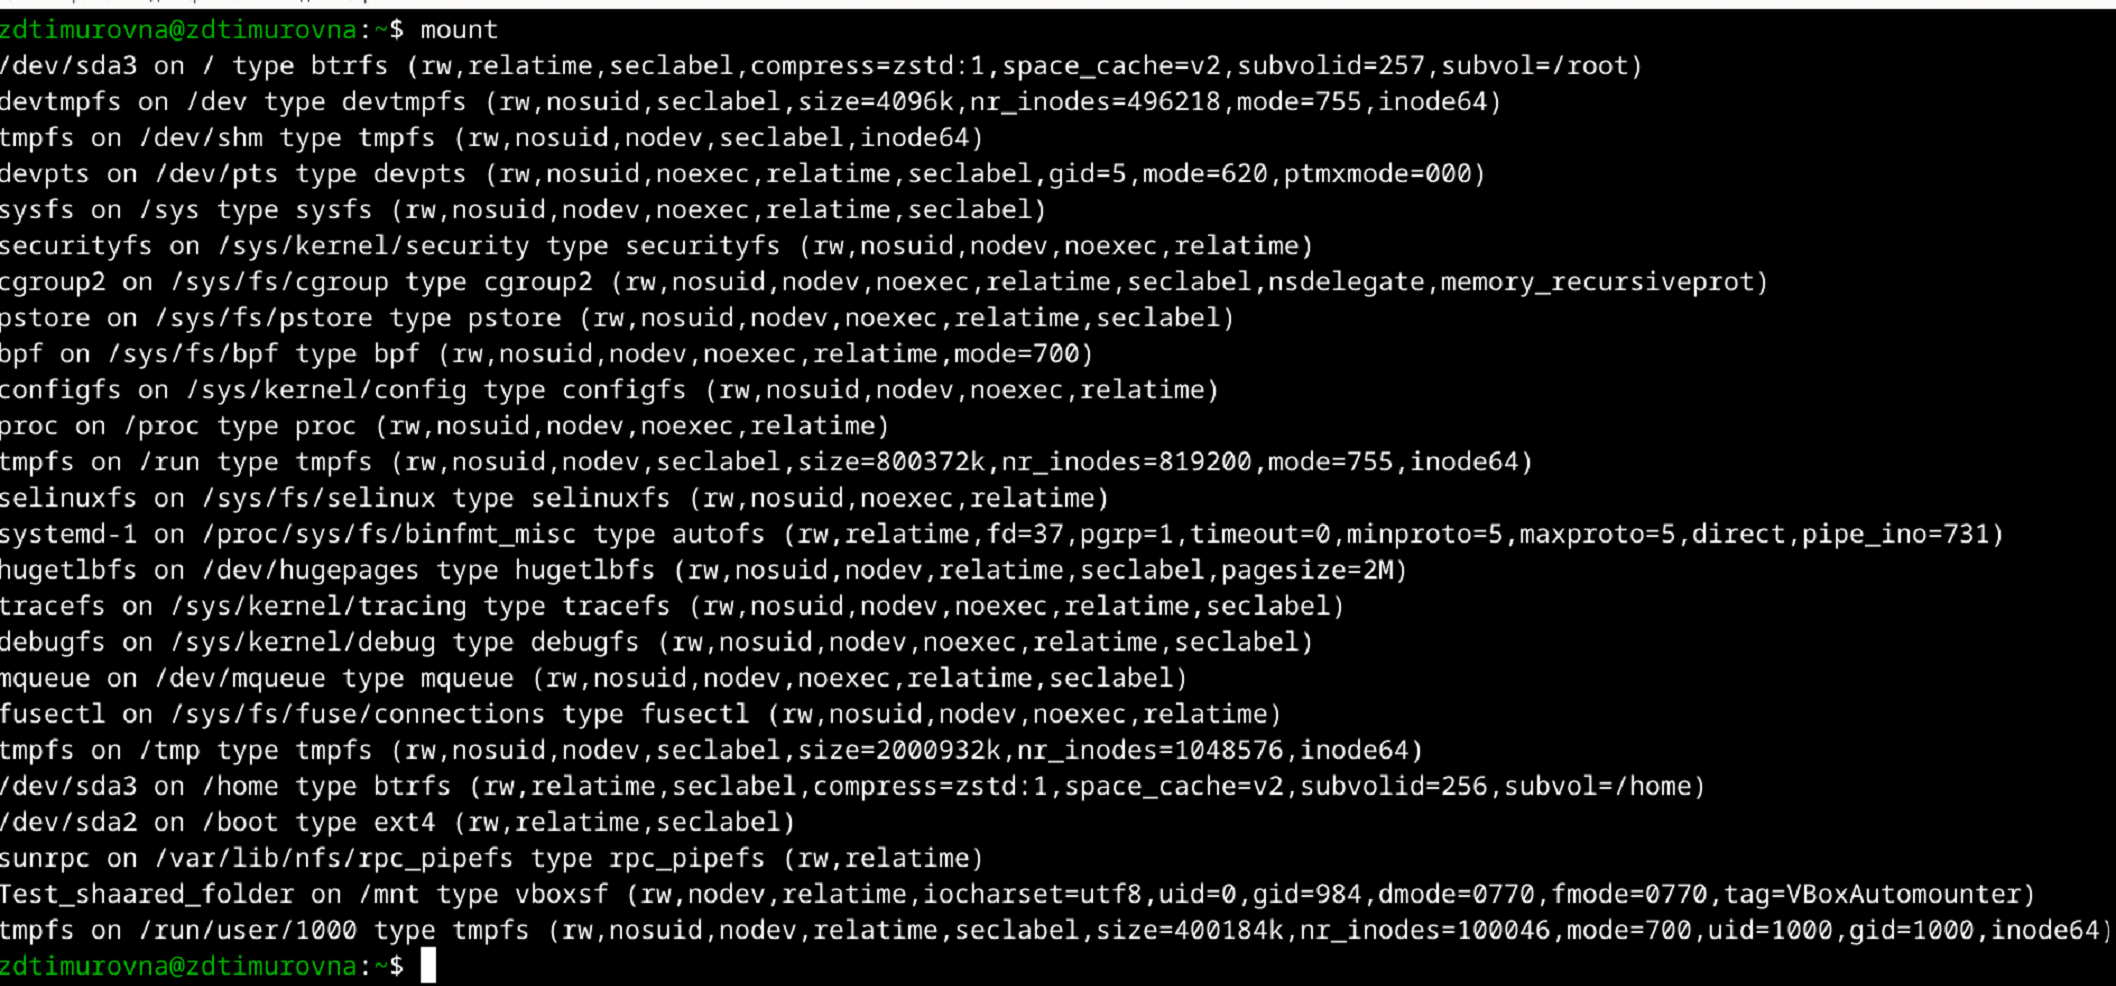 zdtimurovna@zdtimurovna:~$ mount
/dev/sda3 on / type btrfs (rw,relatime,seclabel,compress=zstd:1,space_cache=v2,subvolid=257,subvol=/root)
devtmpfs on /dev type devtmpfs (rw,nosuid,seclabel,size=4096k,nr_inodes=496218,mode=755,inode64)
tmpfs on /dev/shm type tmpfs (rw,nosuid,nodev,seclabel,inode64)
devpts on /dev/pts type devpts (rw,nosuid,noexec,relatime,seclabel,gid=5,mode=620,ptmxmode=000)
sysfs on /sys type sysfs (rw,nosuid,nodev,noexec,relatime,seclabel)
securityfs on /sys/kernel/security type securityfs (rw,nosuid,nodev,noexec,relatime)
cgroup2 on /sys/fs/cgroup type cgroup2 (rw,nosuid,nodev,noexec,relatime,seclabel,nsdelegate,memory_recursiveprot)
pstore on /sys/fs/pstore type pstore (rw,nosuid,nodev,noexec,relatime,seclabel)
bpf on /sys/fs/bpf type bpf (rw,nosuid,nodev,noexec,relatime,mode=700)
configfs on /sys/kernel/config type configfs (rw,nosuid,nodev,noexec,relatime)
proc on /proc type proc (rw,nosuid,nodev,noexec,relatime)
tmpfs on /run type tmpfs (rw,nosuid,nodev,seclabel,size=800372k,nr_inodes=819200,mode=755,inode64)
selinuxfs on /sys/fs/selinux type selinuxfs (rw,nosuid,noexec,relatime)
systemd-1 on /proc/sys/fs/binfmt_misc type autofs (rw,relatime,fd=37,pgrp=1,timeout=0,minproto=5,maxproto=5,direct,pipe_ino=731)
hugetlbfs on /dev/hugepages type hugetlbfs (rw,nosuid,nodev,relatime,seclabel,pagesize=2M)
tracefs on /sys/kernel/tracing type tracefs (rw,nosuid,nodev,noexec,relatime,seclabel)
debugfs on /sys/kernel/debug type debugfs (rw,nosuid,nodev,noexec,relatime,seclabel)
mqueue on /dev/mqueue type mqueue (rw,nosuid,nodev,noexec,relatime,seclabel)
fusectl on /sys/fs/fuse/connections type fusectl (rw,nosuid,nodev,noexec,relatime)
tmpfs on /tmp type tmpfs (rw,nosuid,nodev,seclabel,size=2000932k,nr_inodes=1048576,inode64)
/dev/sda3 on /home type btrfs (rw,relatime,seclabel,compress=zstd:1,space_cache=v2,subvolid=256,subvol=/home)
/dev/sda2 on /boot type ext4 (rw,relatime,seclabel)
sunrpc on /var/lib/nfs/rpc_pipefs type rpc_pipefs (rw,relatime)
Test_shaared_folder on /mnt type vboxsf (rw,nodev,relatime,iocharset=utf8,uid=0,gid=984,dmode=0770,fmode=0770,tag=VBoxAutomounter)
tmpfs on /run/user/1000 type tmpfs (rw,nosuid,nodev,relatime,seclabel,size=400184k,nr_inodes=100046,mode=700,uid=1000,gid=1000,inode64)
zdtimurovna@zdtimurovna:~$